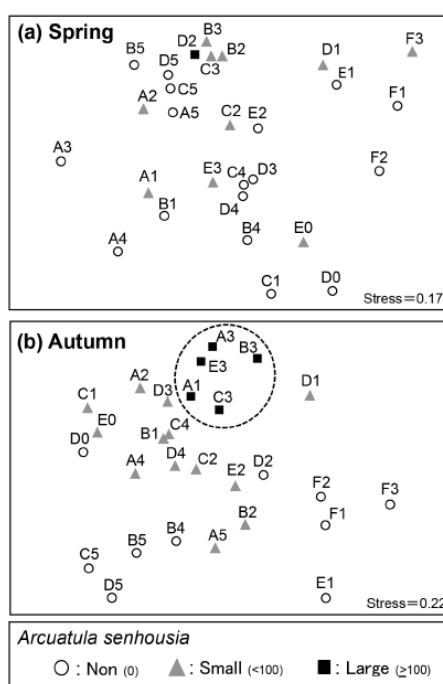 (a) Spring
B3
D2
B2
B5
D5
C3
D1
F3
E1
C5
A2
A5
F1
C2
E2
A3
F2
E3
C4
D3
A1
D4
B1
B4
E0
A4
C1
D0
Stress=0.17
(b) Autumn
A3
B3
E3
A2
D3
A1
C3
D1
C1
E0
D0
C4
B1
A4
D4
C2
E2
D2
F2
F3
B2
F1
B5
B4
A5
C5
D5
E1
Stress=0.22
Arcuatula senhousia
: Non (0) : Small (<100) : Large (≥100)